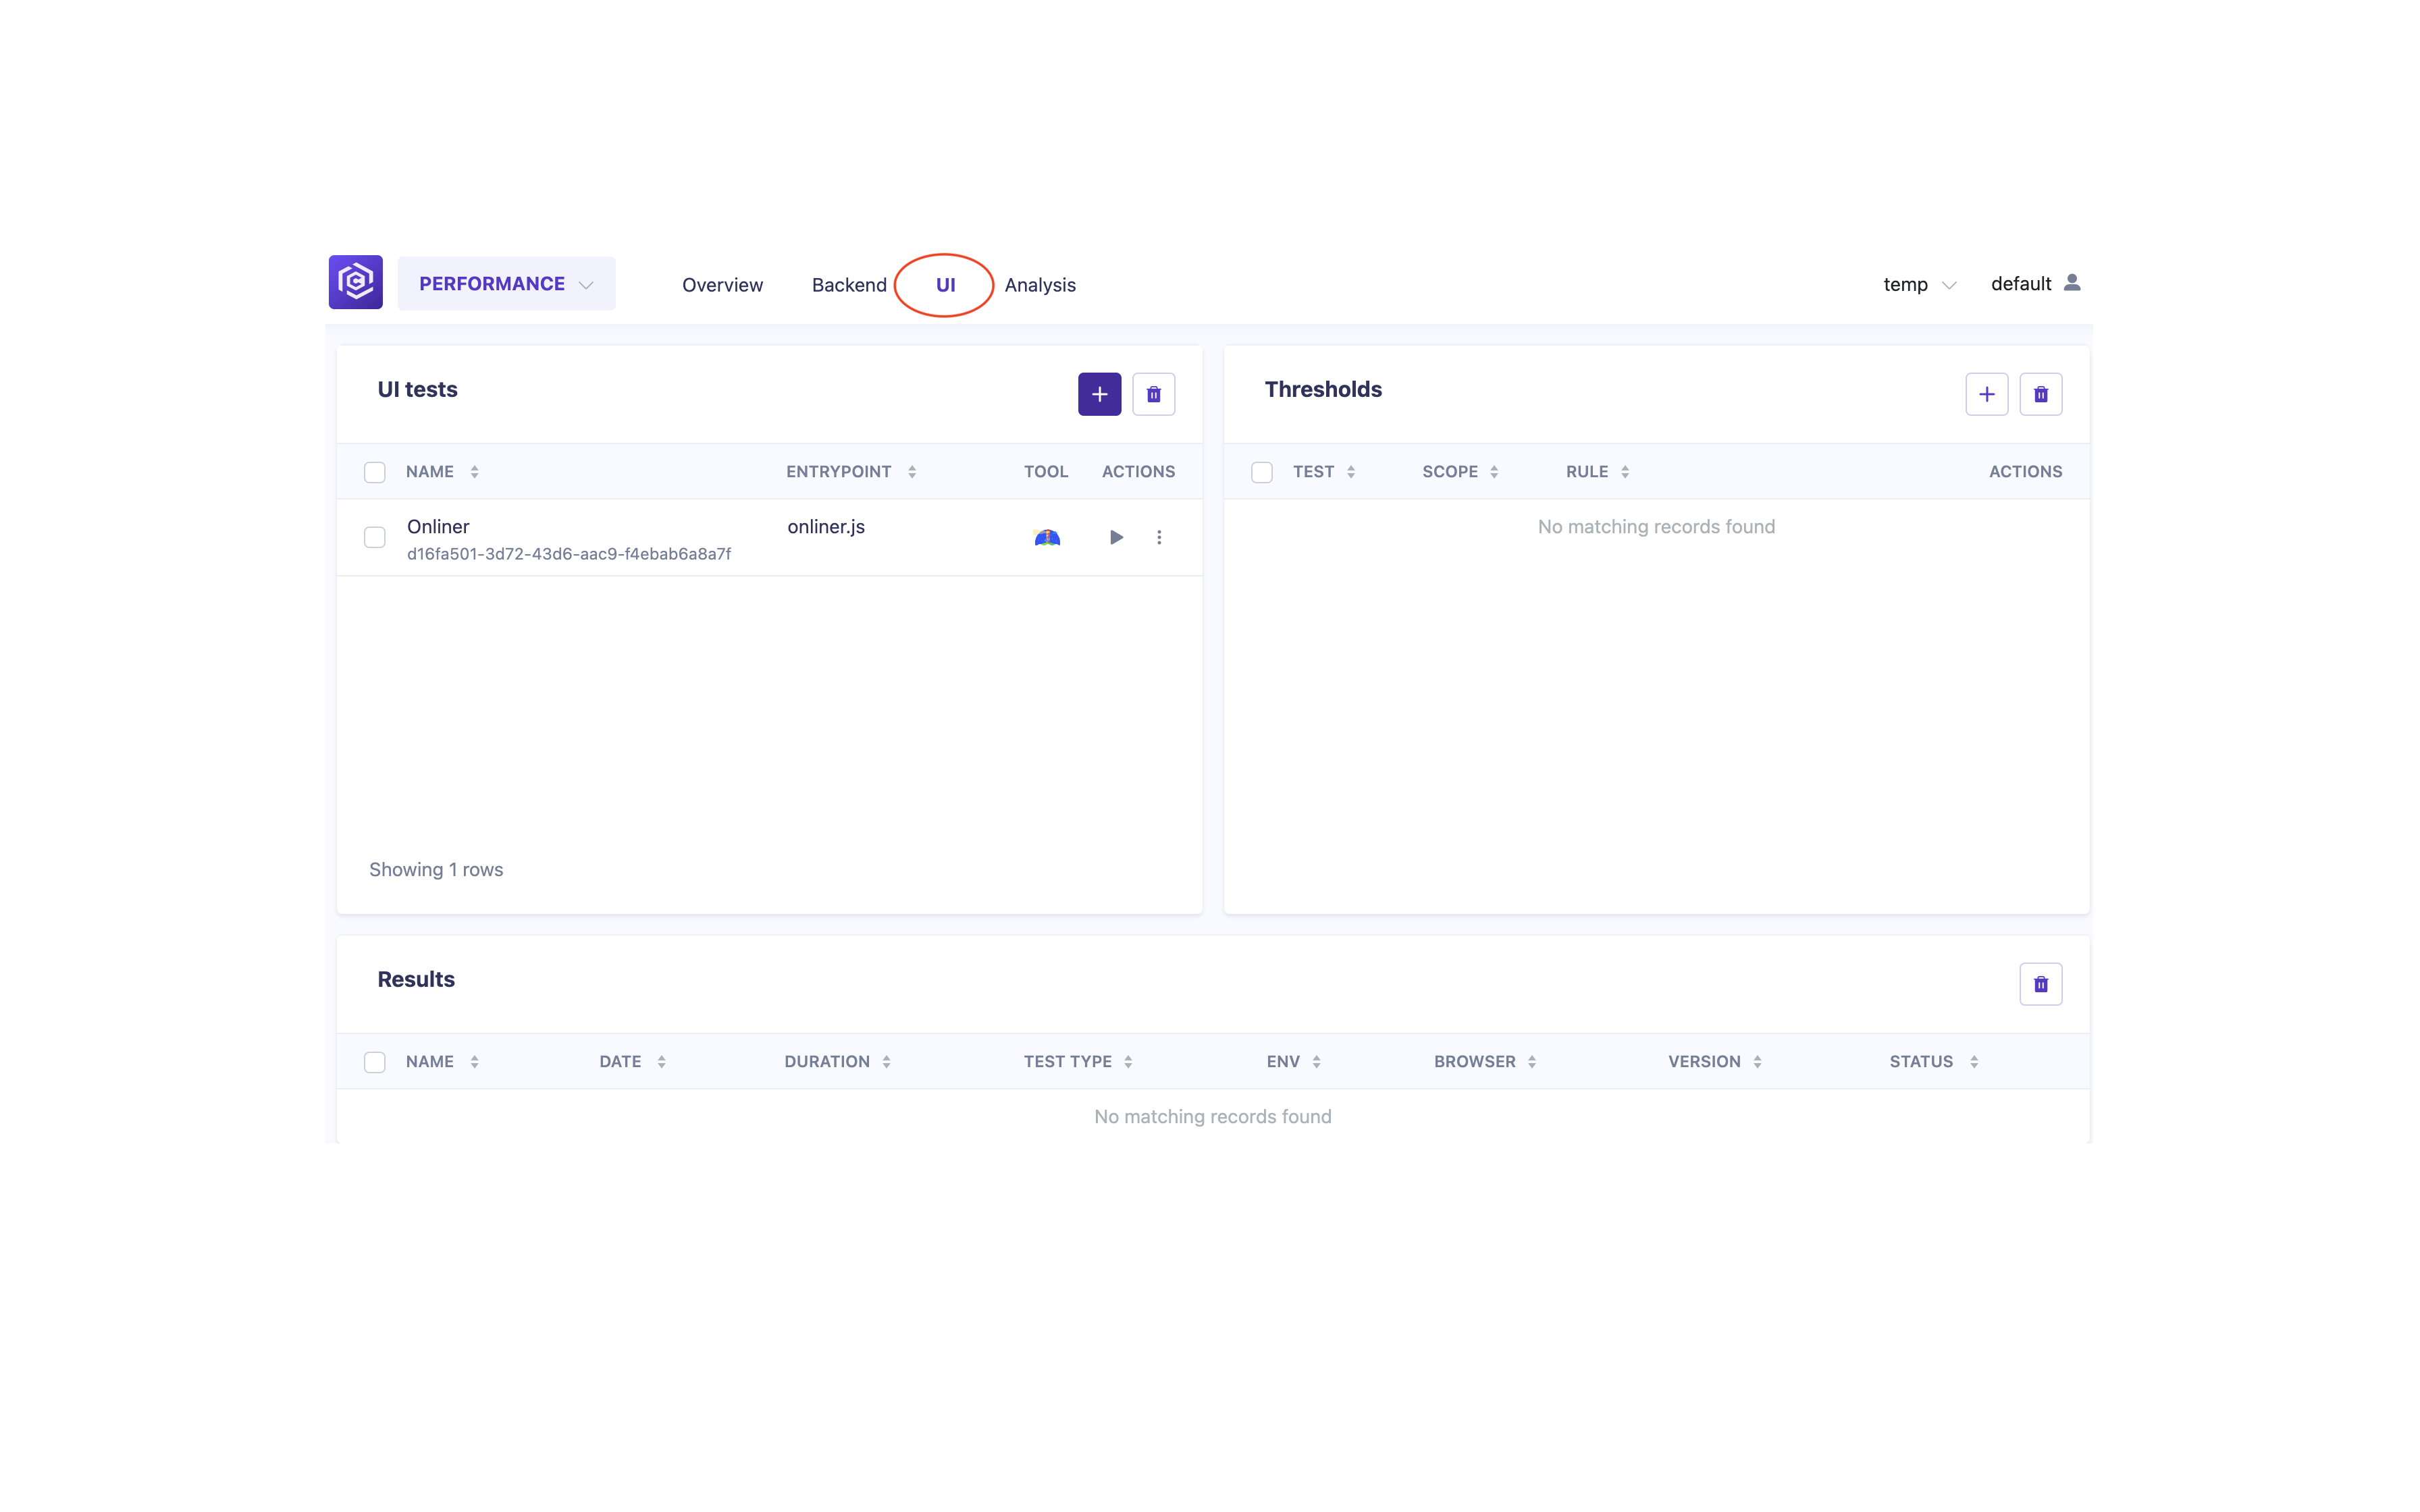 PERFORMANCE Overview Backend UI Analysis temp default
UI tests
NAME ENTRYPOINT TOOL ACTIONS
Onliner onliner.js
d16fa501-3d72-43d6-aac9-f4ebab6a8a7f
Showing 1 rows
Thresholds
TEST SCOPE RULE ACTIONS
No matching records found
Results
NAME DATE DURATION TEST TYPE ENV BROWSER VERSION STATUS
No matching records found